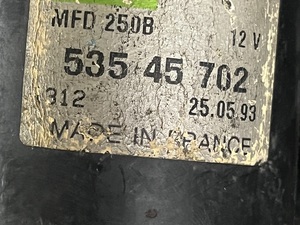 MFD 250B 12 V
535 45 702
312 25.05.93
MADE IN FRANCE